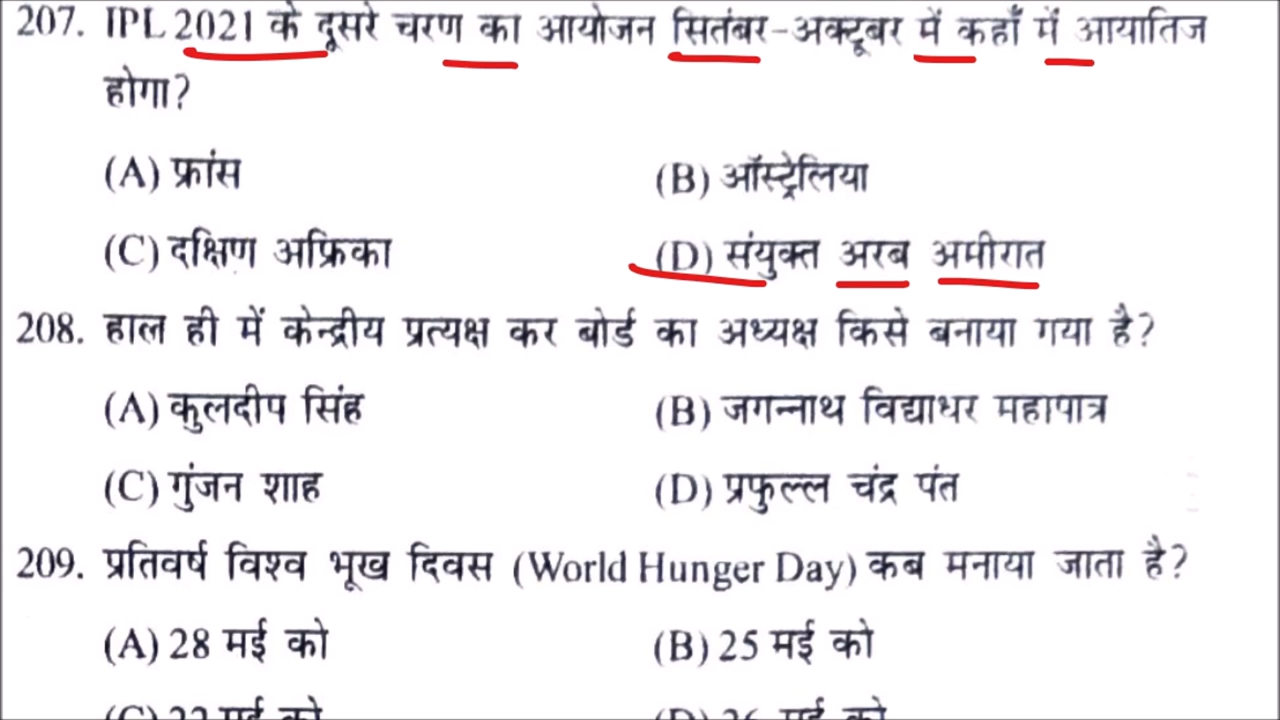 207. IPL 2021 के दूसरे चरण का आयोजन सितंबर-अक्टूबर में कहाँ में आयातिज
होगा?
(A) फ्रांस (B) ऑस्ट्रेलिया
(C) दक्षिण अफ्रिका (D) संयुक्त अरब अमीरात
208. हाल ही में केन्द्रीय प्रत्यक्ष कर बोर्ड का अध्यक्ष किसे बनाया गया है?
(A) कुलदीप सिंह (B) जगन्नाथ विद्याधर महापात्र
(C) गुंजन शाह (D) प्रफुल्ल चंद्र पंत
209. प्रतिवर्ष विश्व भूख दिवस (World Hunger Day) कब मनाया जाता है?
(A) 28 मई को (B) 25 मई को